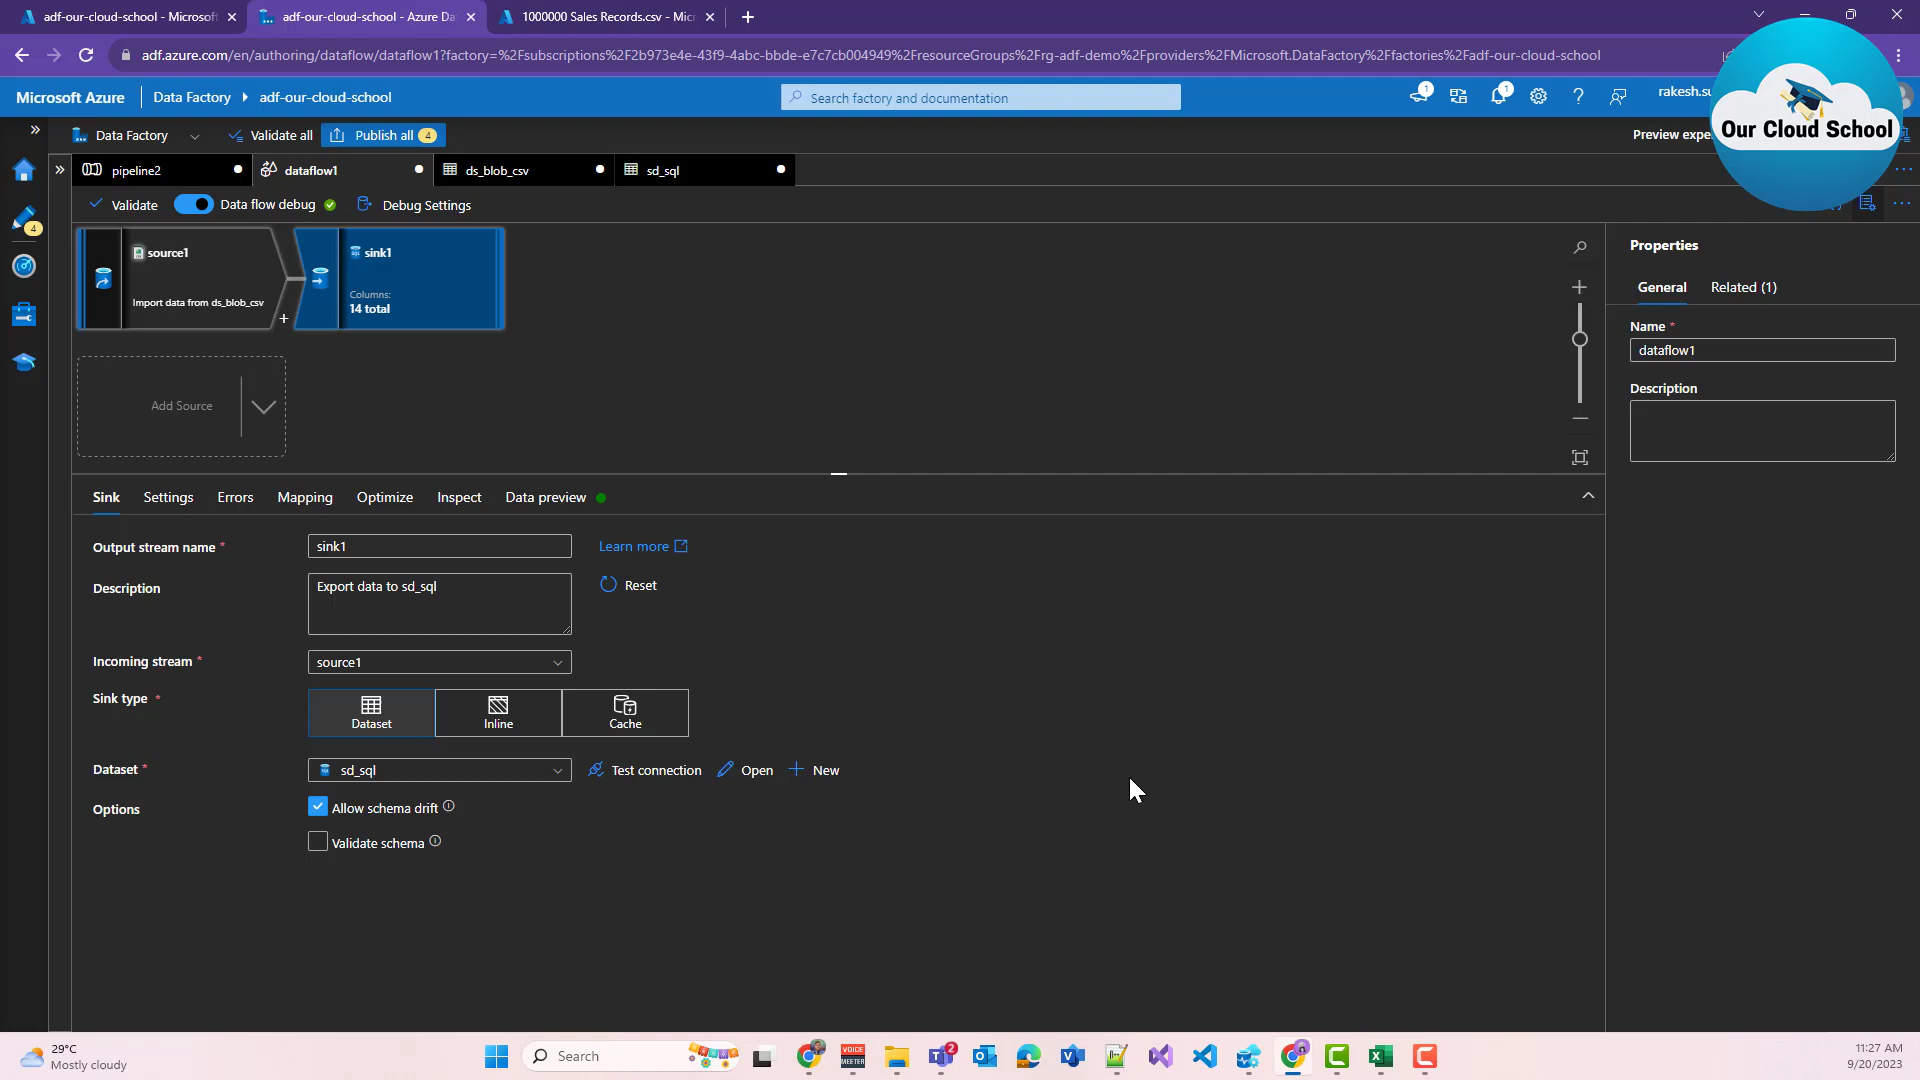 adf-our-cloud-school - Microsoft
adf-our-cloud-school - Azure Da
1000000 Sales Records.csv - Mic
adf.azure.com/en/authoring/dataflow/dataflow1?factory=%2Fsubscriptions%2F2b973e4e-43f9-4abc-bbde-e7c7cb004949%2FresourceGroups%2Frg-adf-demo%2Fproviders%2FMicrosoft.DataFactory%2Ffactories%2Fadf-our-cloud-school
Microsoft Azure
Data Factory
adf-our-cloud-school
Search factory and documentation
1
1
rakesh.su
Our Cloud School
Data Factory
Validate all
Publish all
4
Preview expe
pipeline2
dataflow1
ds_blob_csv
sd_sql
Validate
Data flow debug
Debug Settings
4
source1
Import data from ds_blob_csv
+
sink1
Columns:
14 total
Add Source
Properties
General
Related (1)
Name *
dataflow1
Description
Sink
Settings
Errors
Mapping
Optimize
Inspect
Data preview
Output stream name *
sink1
Learn more
Description
Export data to sd_sql
Reset
Incoming stream *
source1
Sink type *
Dataset
Inline
Cache
Dataset *
sd_sql
Test connection
Open
New
Options
Allow schema drift
Validate schema
29°C
Mostly cloudy
Search
VOICE
MEETER
2
11:27 AM
9/20/2023